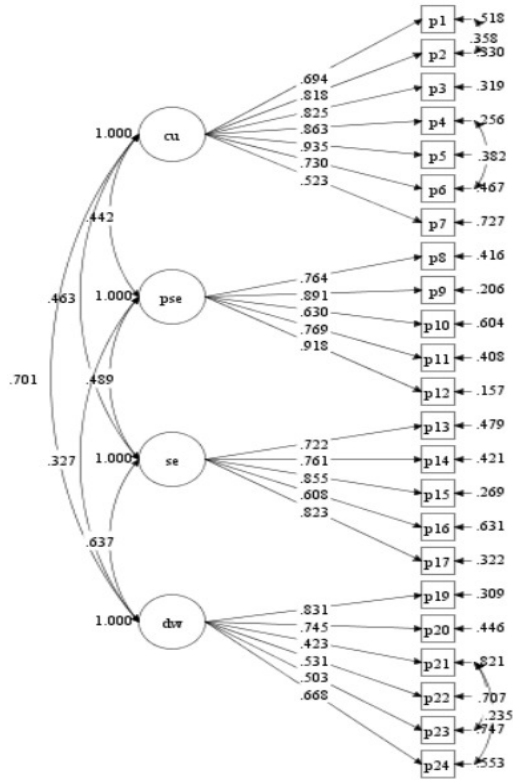 p1 .518
.358
p2 .330
.694
.818
p3 .319
.825
.863
p4 .256
1.000 cu
.935
p5 .382
.730
p6 .467
.523
p7 .727
.442
p8 .416
.764
.891
p9 .206
1.000 pse
.630
p10 .604
.463
.769
.918
p11 .408
.701 .489
p12 .157
.327
p13 .479
.722
1.000 se
.761
p14 .421
.855
.608
p15 .269
.823
p16 .631
.637
p17 .322
p19 .309
.831
1.000 dw
.745
p20 .446
.423
.531
p21 .821
.503
.668
p22 .707
.235
p23 .747
p24 .553